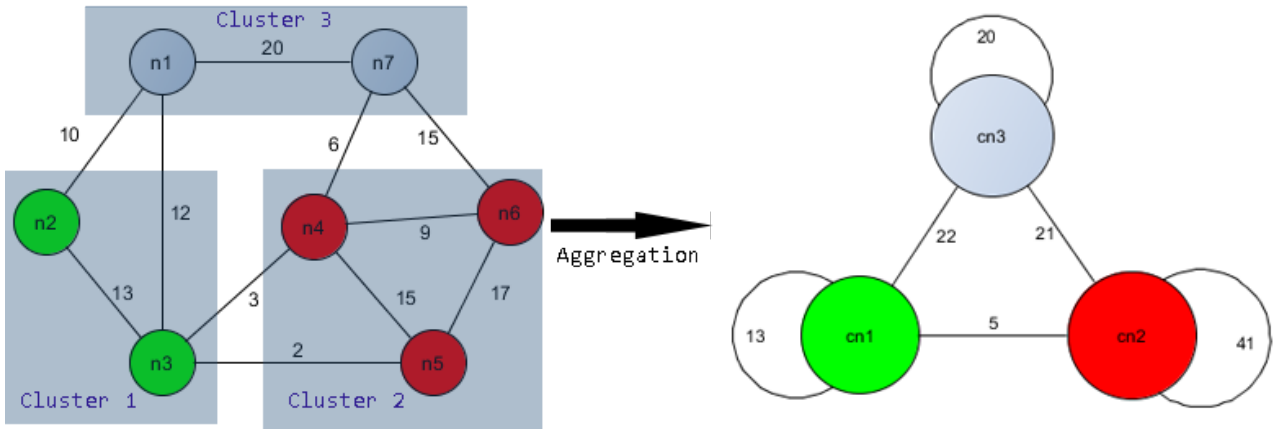 Cluster 3
n1
20
n7
10
6
15
12
n2
n4
n6
9
13
3
15
17
n3
2
n5
Cluster 1
Cluster 2
Aggregation
20
cn3
22
21
13
cn1
5
cn2
41